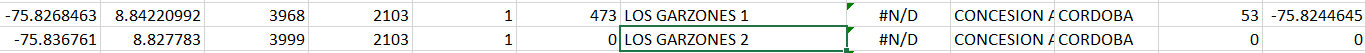 -75.8268463 8.84220992 3968 2103 1 473 LOS GARZONES 1 #N/D CONCESION A CORDOBA 53 -75.8244645
-75.836761 8.827783 3999 2103 1 0 LOS GARZONES 2 #N/D CONCESION A CORDOBA 0 0